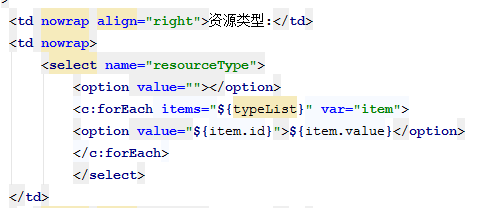 <td nowrap align="right">资源类型:</td>
<td nowrap>
<select name="resourceType">
<option value=""></option>
<c:forEach items="${typeList}" var="item">
<option value="${item.id}">${item.value}</option>
</c:forEach>
</select>
</td>